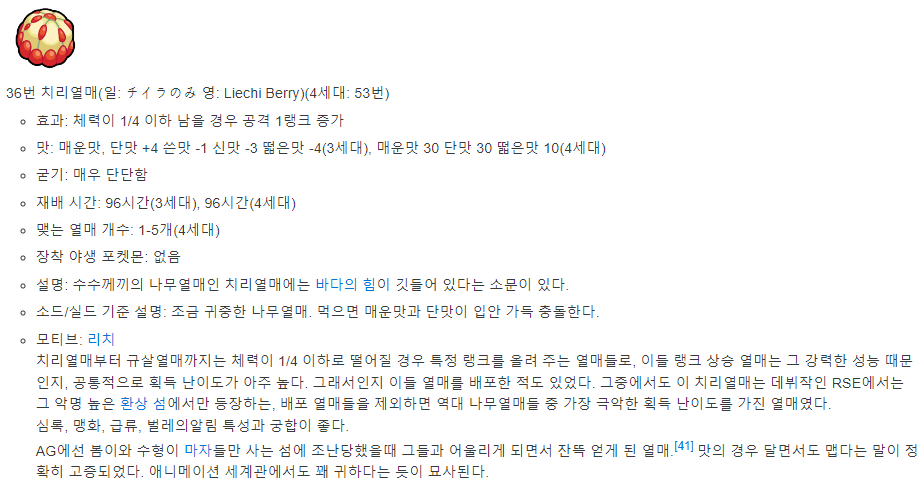 36번 치리열매(일: チイラのみ 영: Liechi Berry)(4세대: 53번)
효과: 체력이 1/4 이하 남을 경우 공격 1랭크 증가
맛: 매운맛, 단맛 +4 쓴맛 -1 신맛 -3 떫은맛 -4(3세대), 매운맛 30 단맛 30 떫은맛 10(4세대)
굳기: 매우 단단함
재배 시간: 96시간(3세대), 96시간(4세대)
맺는 열매 개수: 1-5개(4세대)
장착 야생 포켓몬: 없음
설명: 수수께끼의 나무열매인 치리열매에는 바다의 힘이 깃들어 있다는 소문이 있다.
소드/실드 기준 설명: 조금 귀중한 나무열매. 먹으면 매운맛과 단맛이 입안 가득 충돌한다.
모티브: 리치
치리열매부터 규살열매까지는 체력이 1/4 이하로 떨어질 경우 특정 랭크를 올려 주는 열매들로, 이들 랭크 상승 열매는 그 강력한 성능 때문
인지, 공통적으로 획득 난이도가 아주 높다. 그래서인지 이들 열매를 배포한 적도 있었다. 그중에서도 이 치리열매는 데뷔작인 RSE에서는
그 악명 높은 환상 섬에서만 등장하는, 배포 열매들을 제외하면 역대 나무열매들 중 가장 극악한 획득 난이도를 가진 열매였다.
심록, 맹화, 급류, 벌레의알림 특성과 궁합이 좋다.
AG에선 봄이와 수형이 마자들만 사는 섬에 조난당했을때 그들과 어울리게 되면서 잔뜩 얻게 된 열매.[41] 맛의 경우 달면서도 맵다는 말이 정
확히 고증되었다. 애니메이션 세계관에서도 꽤 귀하다는 듯이 묘사된다.